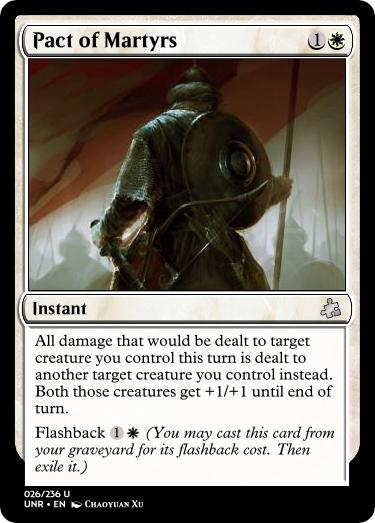 Pact of Martyrs 1
Instant
All damage that would be dealt to target
creature you control this turn is dealt to
another target creature you control instead.
Both those creatures get +1/+1 until end of
turn.
Flashback 1 (You may cast this card from
your graveyard for its flashback cost. Then
exile it.)
026/236 U
UNR • EN Chaoyuan Xu